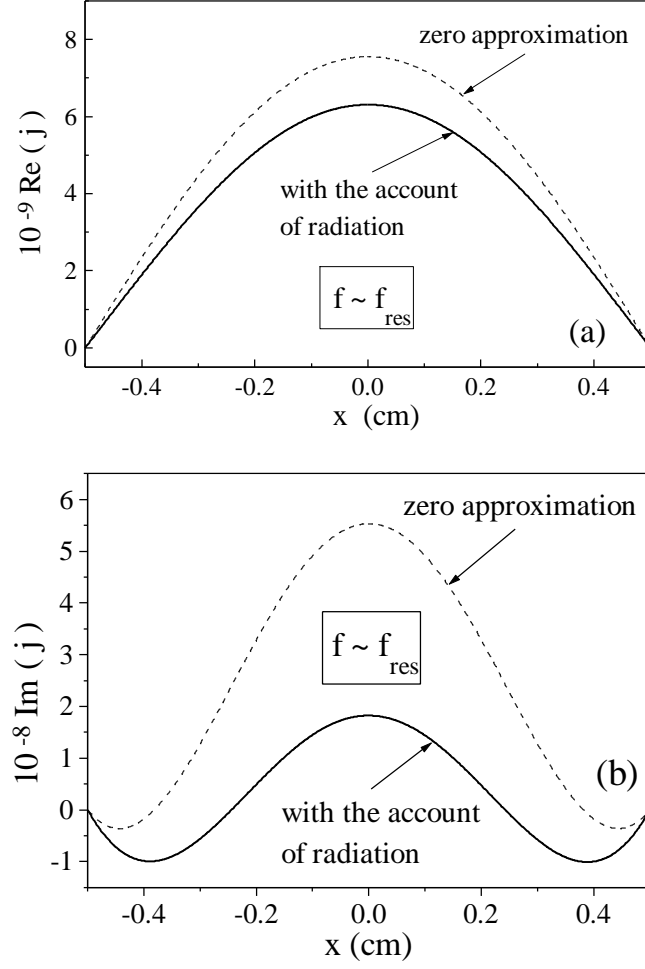 8
zero approximation
6
10 -9 Re ( j )
4
with the account
of radiation
2
f ~ f res
(a)
0
-0.4 -0.2 0.0 0.2 0.4
x (cm)
6
zero approximation
5
4
10 -8 Im ( j )
3
f ~ f res
2
1
(b)
0
with the account
of radiation
-1
-0.4 -0.2 0.0 0.2 0.4
x (cm)